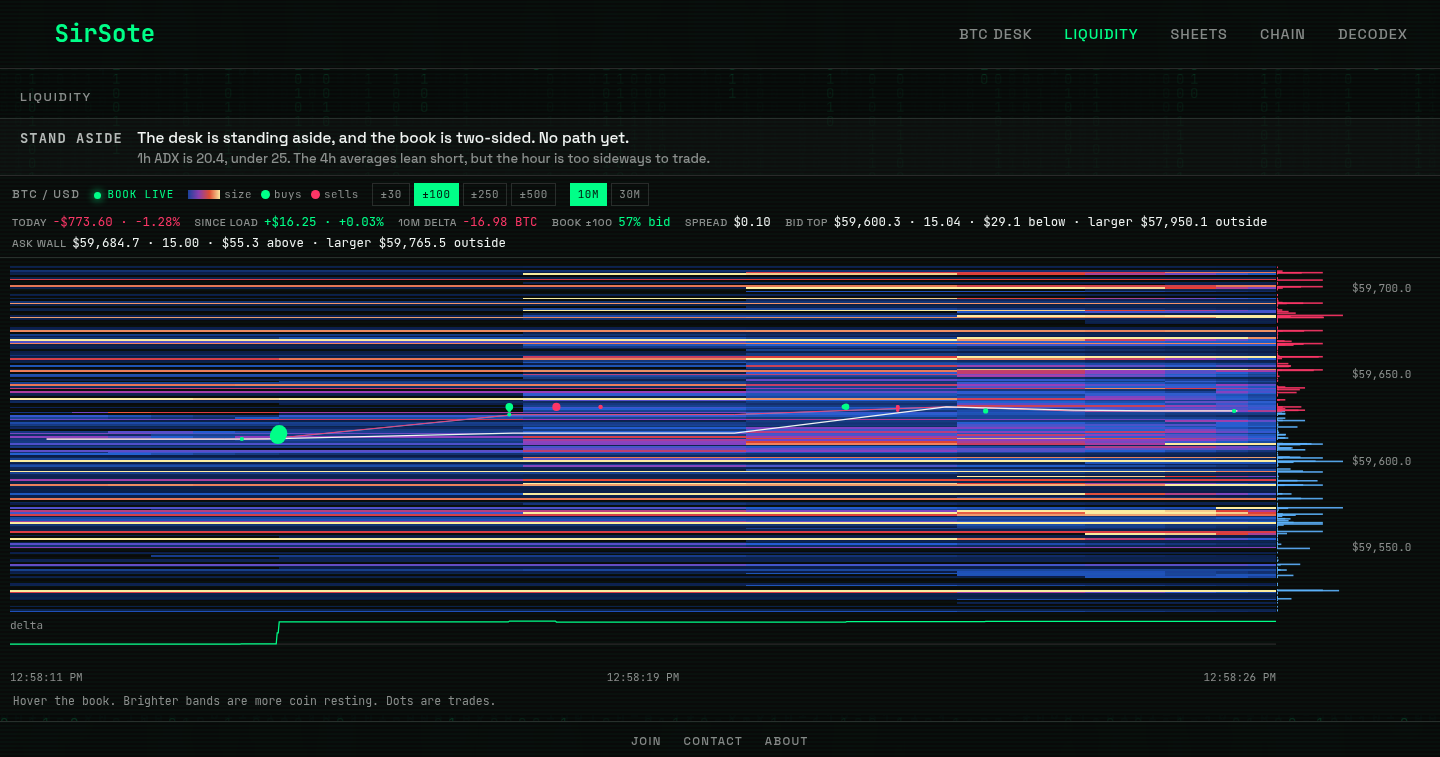 SirSote
BTC DESK LIQUIDITY SHEETS CHAIN DECODEX
LIQUIDITY
STAND ASIDE The desk is standing aside, and the book is two-sided. No path yet.
1h ADX is 20.4, under 25. The 4h averages lean short, but the hour is too sideways to trade.
BTC / USD BOOK LIVE size buys sells ±30 ±100 ±250 ±500 10M 30M
TODAY -$773.60 · -1.28% SINCE LOAD +$16.25 · +0.03% 10M DELTA -16.98 BTC BOOK ±100 57% bid SPREAD $0.10 BID TOP $59,600.3 · 15.04 · $29.1 below · larger $57,950.1 outside
ASK WALL $59,684.7 · 15.00 · $55.3 above · larger $59,765.5 outside
$59,700.0
$59,650.0
$59,600.0
$59,550.0
delta
12:58:11 PM 12:58:19 PM 12:58:26 PM
Hover the book. Brighter bands are more coin resting. Dots are trades.
JOIN CONTACT ABOUT